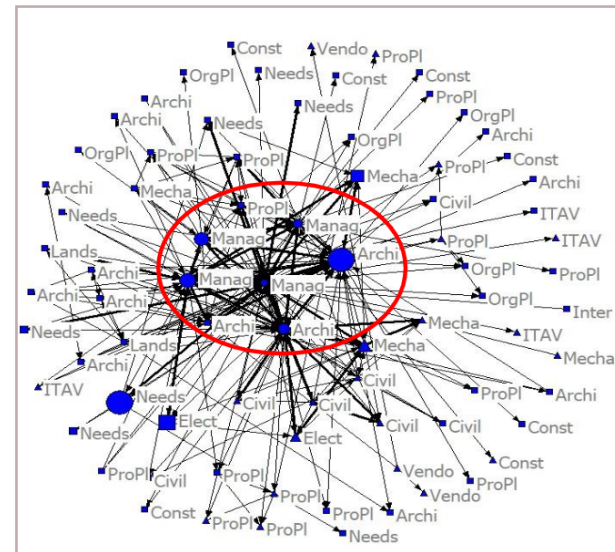 Const
Vendo
ProPl
OrgPl
Needs
Const
Const
Archi
ProPl
Archi
Needs
Needs
OrgPl
OrgPl
Archi
OrgPl
ProPl
ProPl
Mecha
ProPl
Const
Archi
Mecha
Civil
Archi
Needs
ProPl
Manag
ITAV
Manag
ProPl
ITAV
Lands
Archi
OrgPl
Archi
Manag
Manag
ProPl
Archi
Archi
OrgPl
Inter
Needs
Archi
Archi
Mecha
ITAV
Lands
Mecha
Mecha
Archi
ITAV
Civil
Archi
Needs
Civil
Civil
ProPl
Elect
Civil
Civil
Const
Needs
Elect
ProPl
Civil
ProPl
Vendo
Const
ProPl
ProPl
Vendo
Const
ProPl
ProPl
Archi
Needs